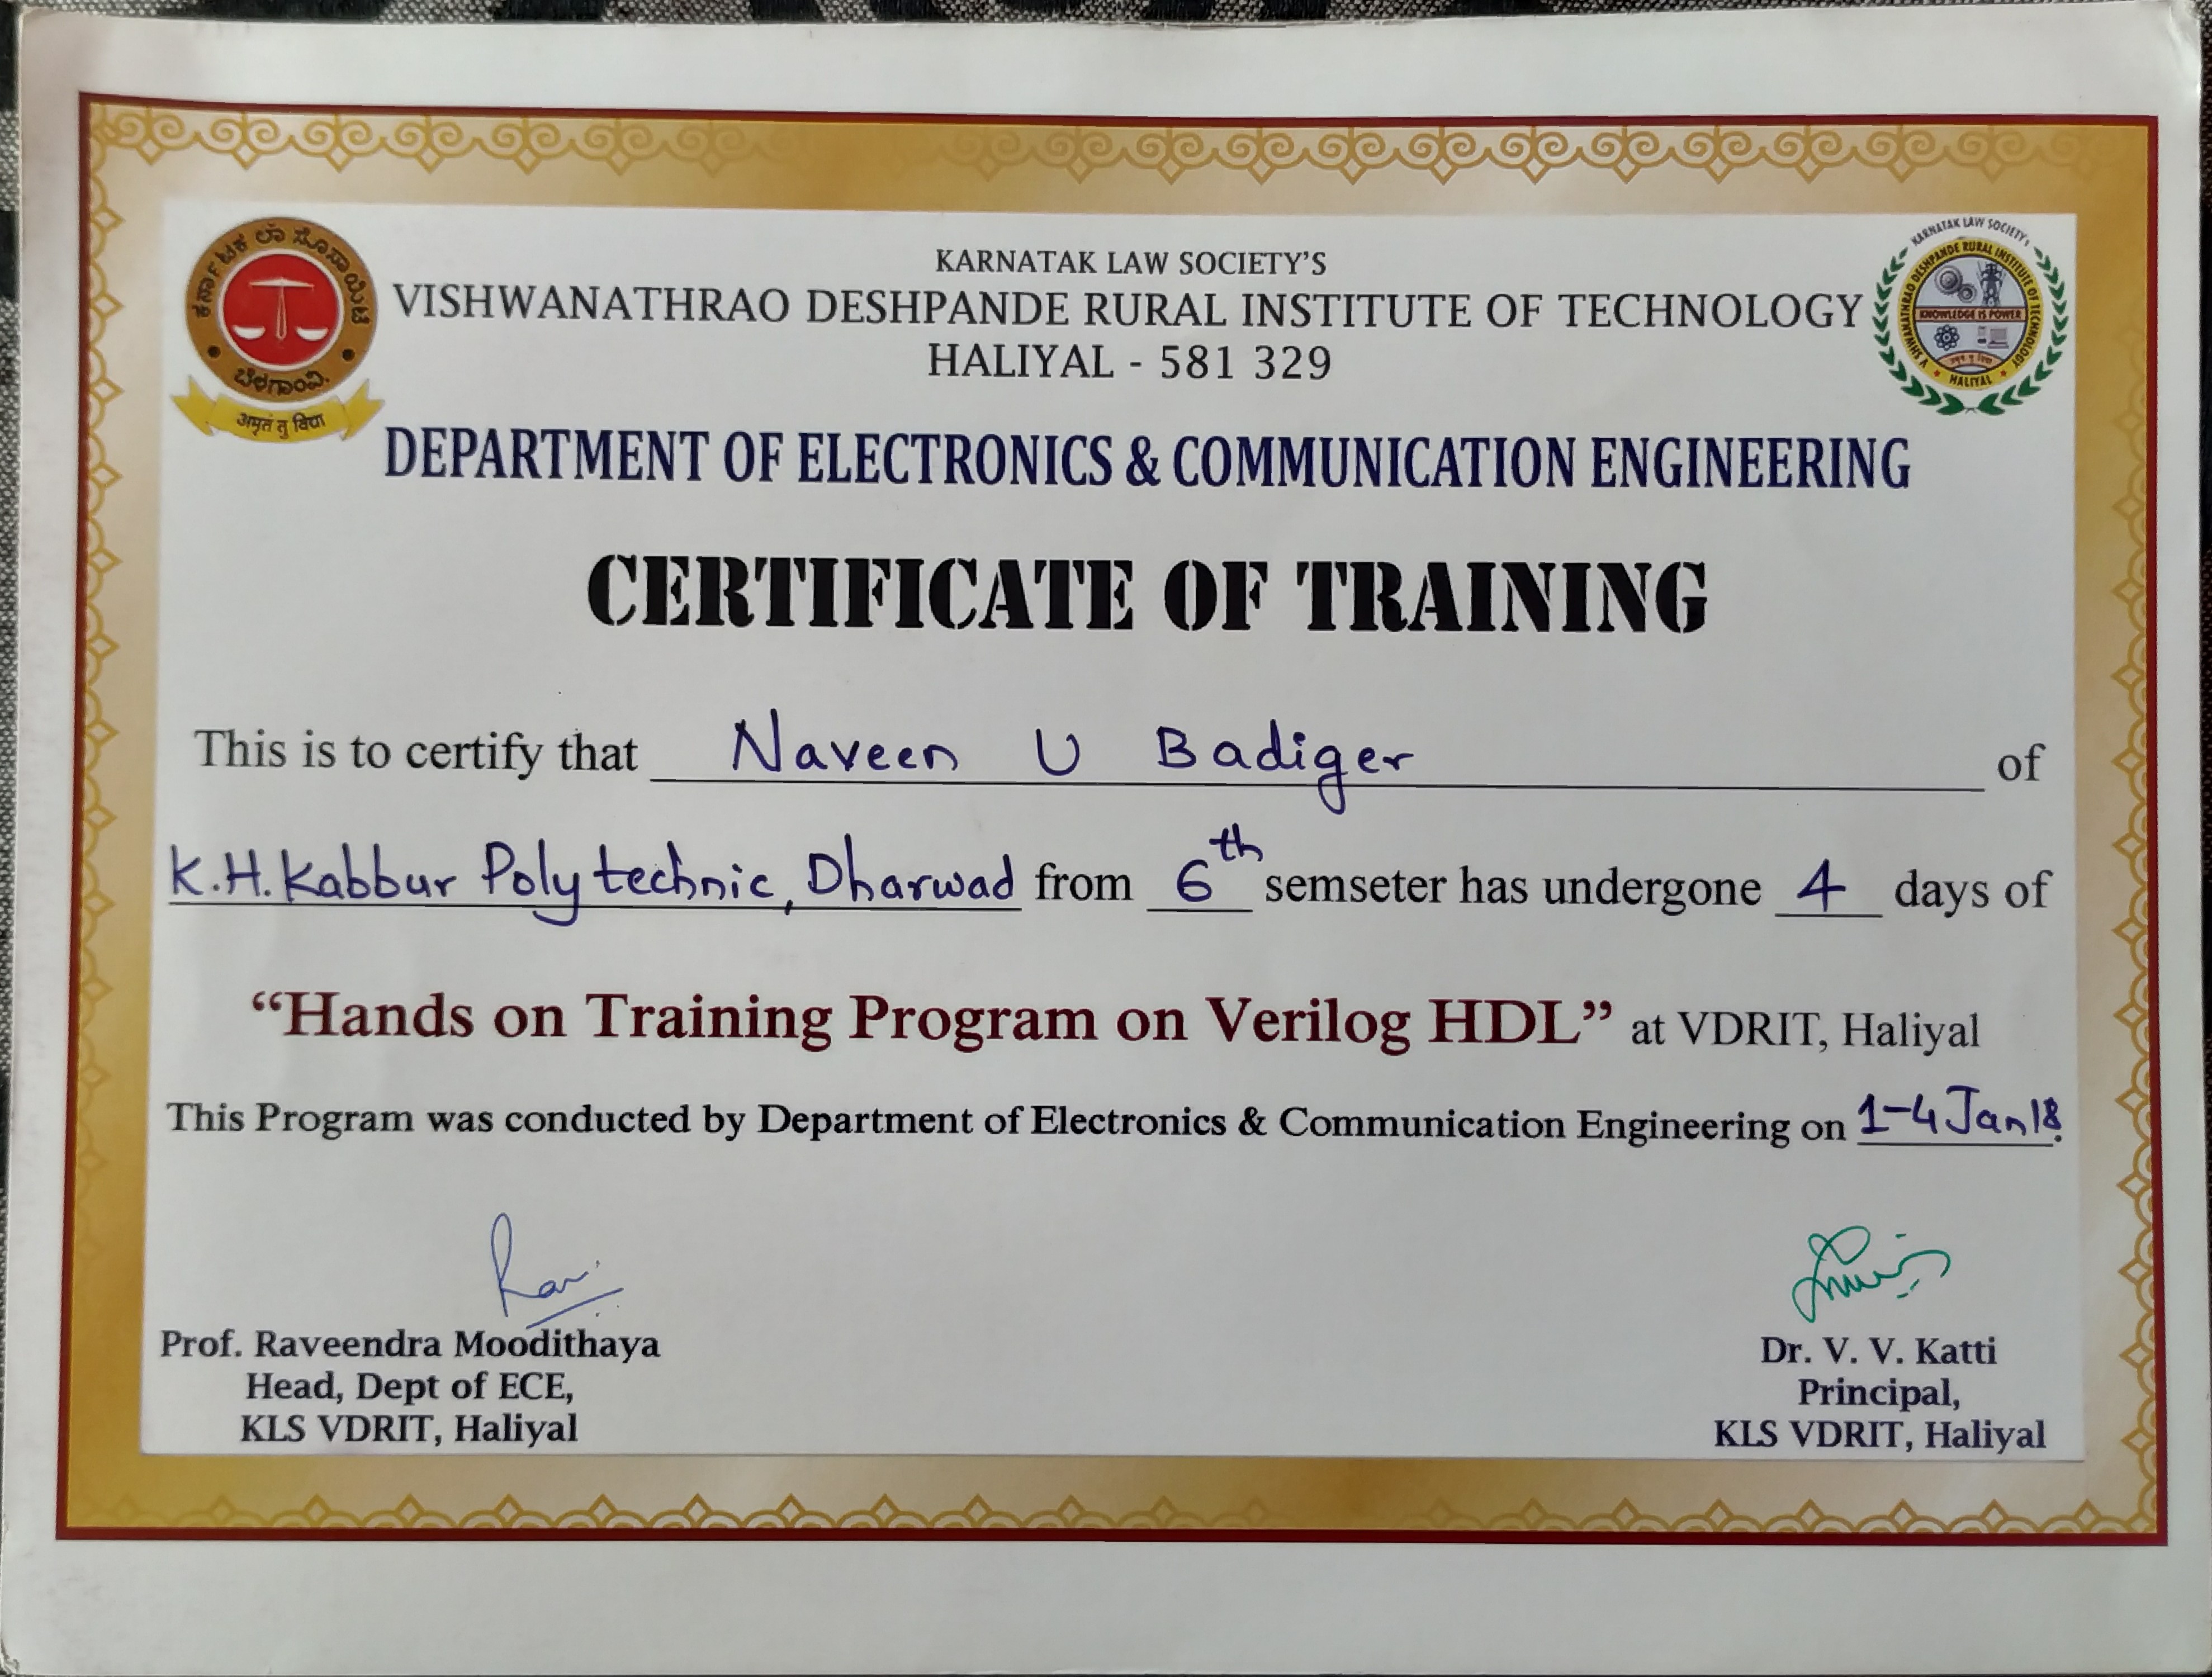 ಕರ್ನಾಟಕ ಲಾ ಸೊಸಾಯಿಟಿ
ಬೆಳಗಾಂವಿ.
अमृतं तु विद्या
KARNATAK LAW SOCIETY'S
VISHWANATHRAO DESHPANDE RURAL INSTITUTE OF TECHNOLOGY
HALIYAL - 581 329
KARNATAK LAW SOCIETY'S
VISHWANATHRAO DESHPANDE RURAL INSTITUTE OF TECHNOLOGY
KNOWLEDGE IS POWER
HALIYAL
DEPARTMENT OF ELECTRONICS & COMMUNICATION ENGINEERING
CERTIFICATE OF TRAINING
This is to certify that Naveen U Badiger of
K.H.Kabbur Polytechnic, Dharwad from 6th semseter has undergone 4 days of
“Hands on Training Program on Verilog HDL” at VDRIT, Haliyal
This Program was conducted by Department of Electronics & Communication Engineering on 1-4 Jan 18.
Prof. Raveendra Moodithaya
Head, Dept of ECE,
KLS VDRIT, Haliyal
Dr. V. V. Katti
Principal,
KLS VDRIT, Haliyal